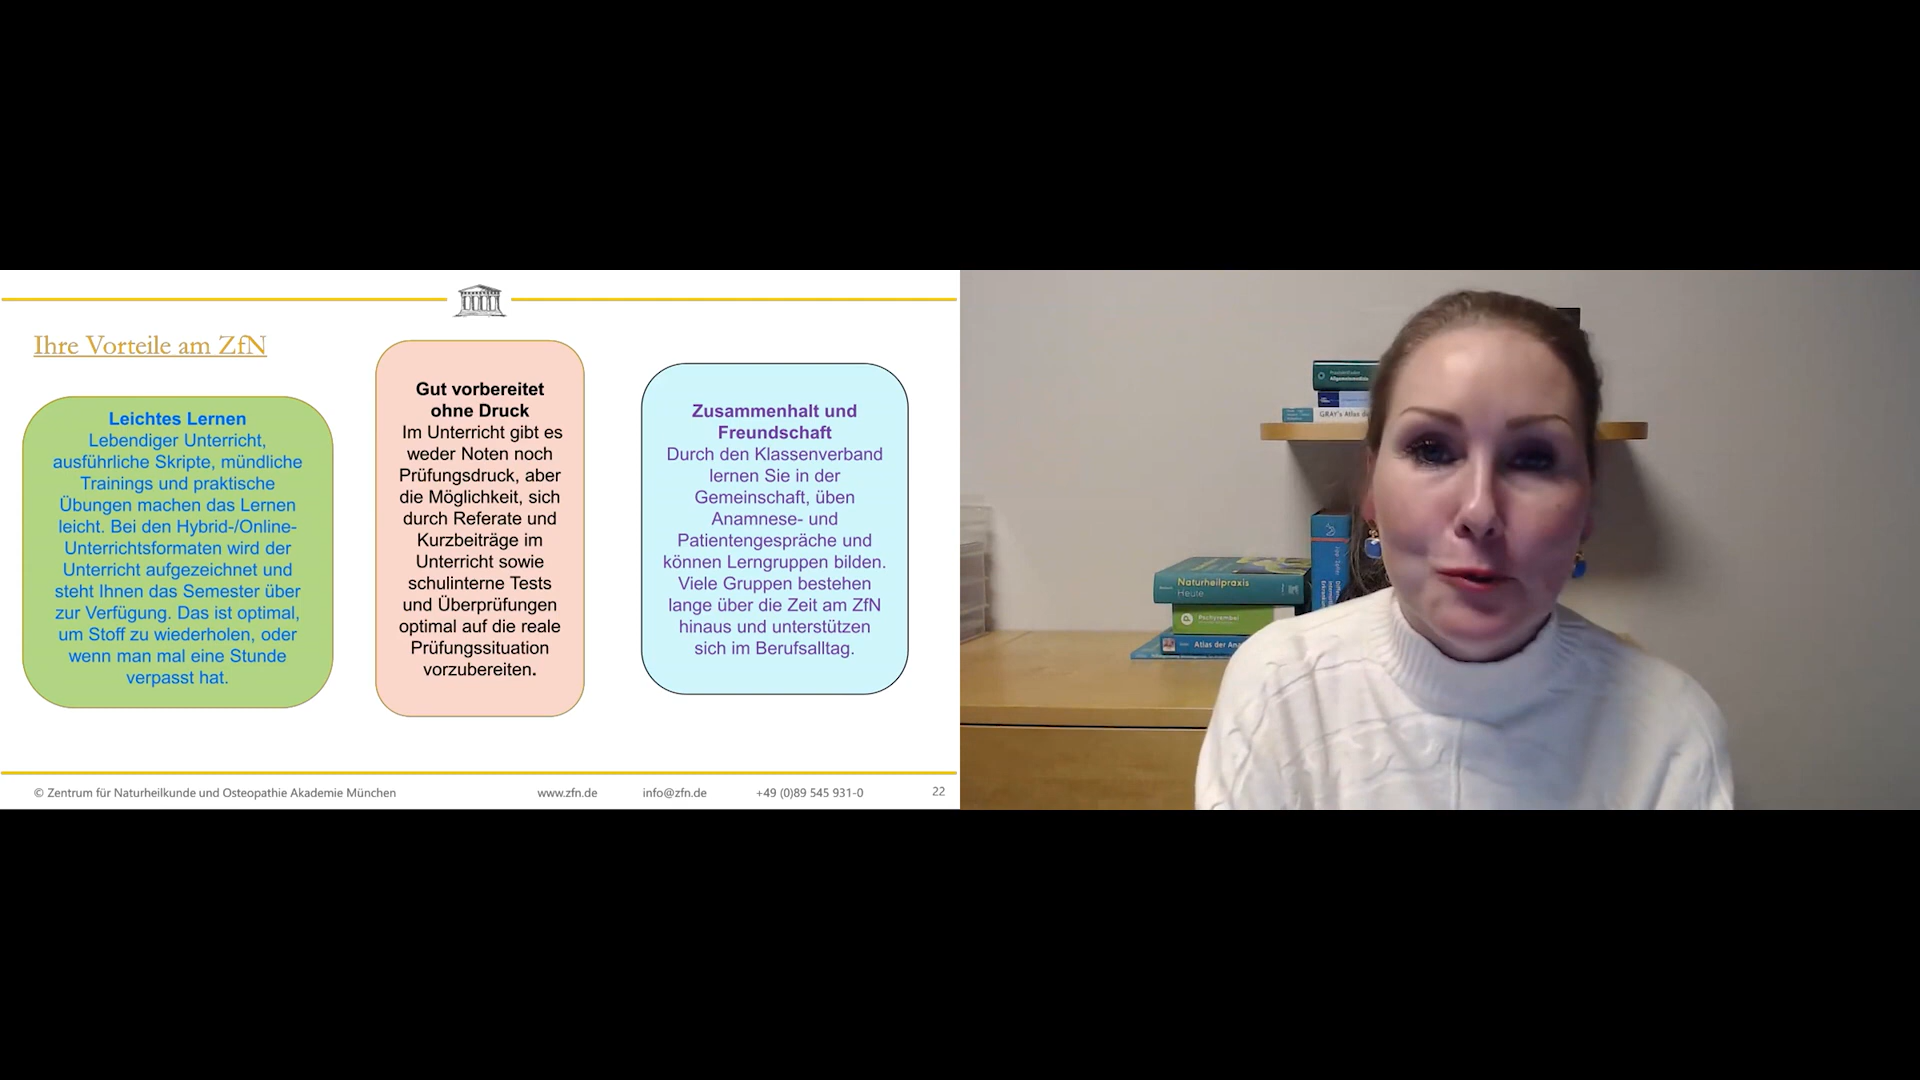 Ihre Vorteile am ZfN
Leichtes Lernen
Lebendiger Unterricht,
ausführliche Skripte, mündliche
Trainings und praktische
Übungen machen das Lernen
leicht. Bei den Hybrid-/Online-
Unterrichtsformaten wird der
Unterricht aufgezeichnet und
steht Ihnen das Semester über
zur Verfügung. Das ist optimal,
um Stoff zu wiederholen, oder
wenn man mal eine Stunde
verpasst hat.
Gut vorbereitet
ohne Druck
Im Unterricht gibt es
weder Noten noch
Prüfungsdruck, aber
die Möglichkeit, sich
durch Referate und
Kurzbeiträge im
Unterricht sowie
schulinterne Tests
und Überprüfungen
optimal auf die reale
Prüfungssituation
vorzubereiten.
Zusammenhalt und
Freundschaft
Durch den Klassenverband
lernen Sie in der
Gemeinschaft, üben
Anamnese- und
Patientengespräche und
können Lerngruppen bilden.
Viele Gruppen bestehen
lange über die Zeit am ZfN
hinaus und unterstützen
sich im Berufsalltag.
© Zentrum für Naturheilkunde und Osteopathie Akademie München
www.zfn.de
info@zfn.de
+49 (0)89 545 931-0
22
Allgemeinmedizin
GRAY's Atlas
Naturheilpraxis
Heute
Pschyrembel
Atlas der